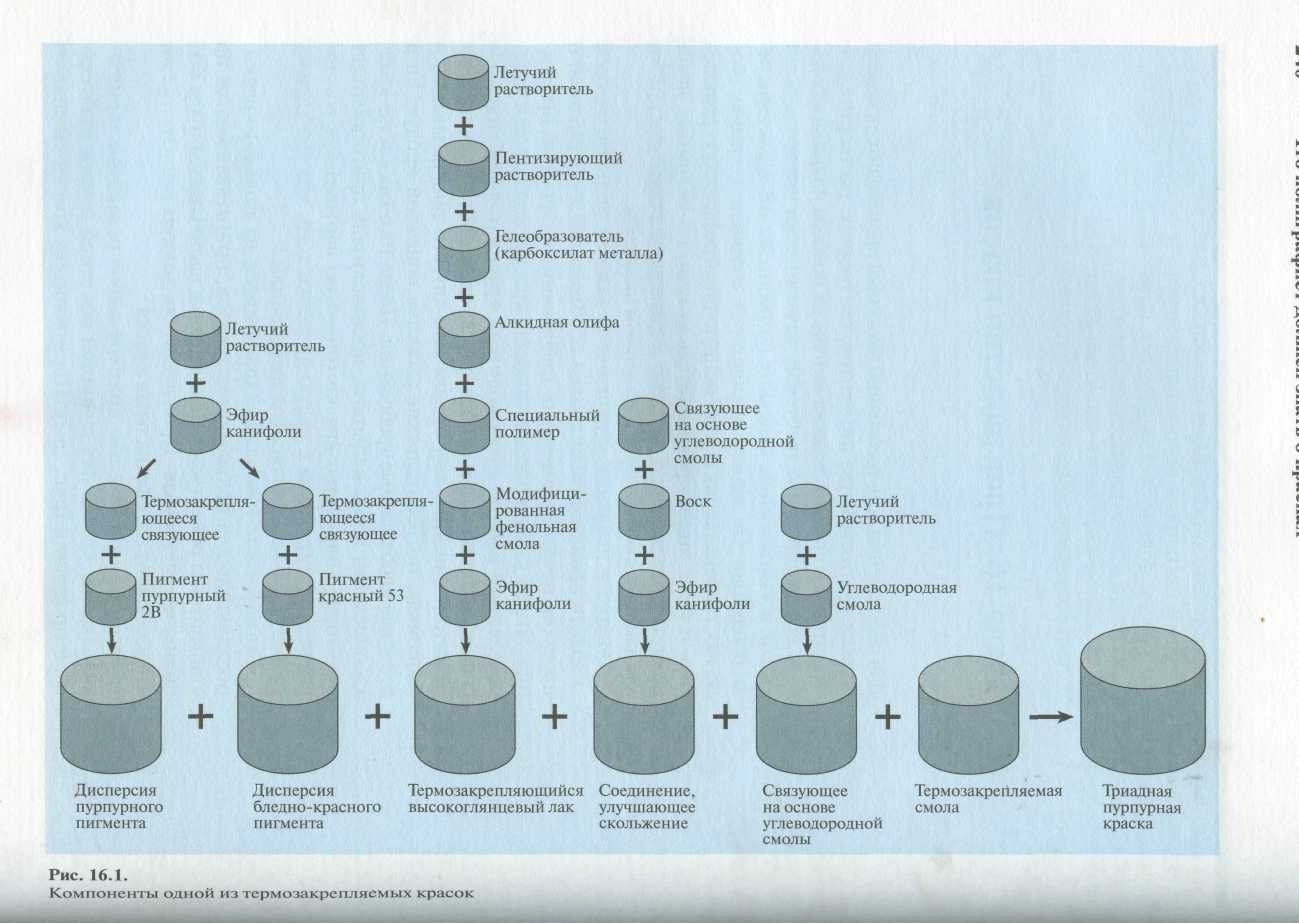 Летучий
растворитель
Пентизирующий
растворитель
Гелеобразователь
(карбоксилат металла)
Алкидная олифа
Специальный
полимер
Модифици-
рованная
фенольная
смола
Эфир
канифоли
Летучий
растворитель
Эфир
канифоли
Термозакрепля-
ющееся
связующее
Пигмент
пурпурный
2В
Термозакрепля-
ющееся
связующее
Пигмент
красный 53
Связующее
на основе
углеводородной
смолы
Воск
Эфир
канифоли
Летучий
растворитель
Углеводородная
смола
Дисперсия
пурпурного
пигмента
Дисперсия
бледно-красного
пигмента
Термозакрепляющийся
высокоглянцевый лак
Соединение,
улучшающее
скольжение
Связующее
на основе
углеводородной
смолы
Термозакрепляемая
смола
Триадная
пурпурная
краска
Рис. 16.1.
Компоненты одной из термозакрепляемых красок